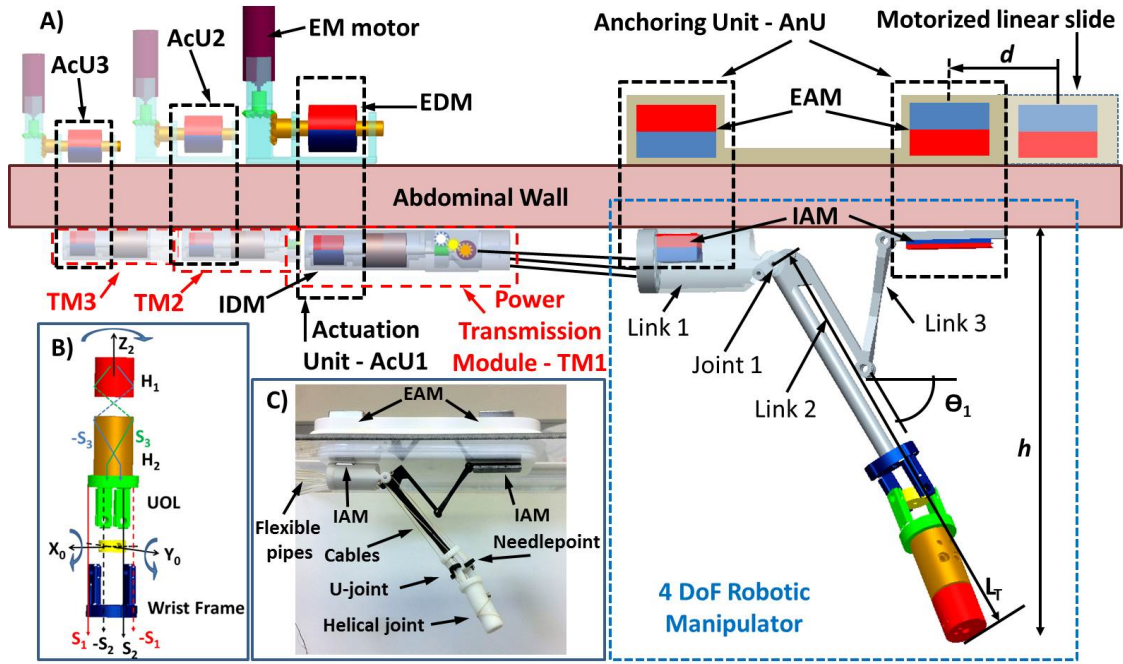 A)
EM motor
AcU3
AcU2
EDM
Anchoring Unit - AnU
Motorized linear slide
d
EAM
Abdominal Wall
IAM
TM3
TM2
IDM
Actuation
Unit - AcU1
Power
Transmission
Module - TM1
Link 1
Joint 1
Link 2
Link 3
Ɵ1
h
LT
4 DoF Robotic
Manipulator
B)
Z2
H1
-S3
S3
H2
UOL
X0
Y0
Wrist Frame
S1
-S2
S2
-S1
C)
EAM
IAM
IAM
Flexible
pipes
Cables
Needlepoint
U-joint
Helical joint